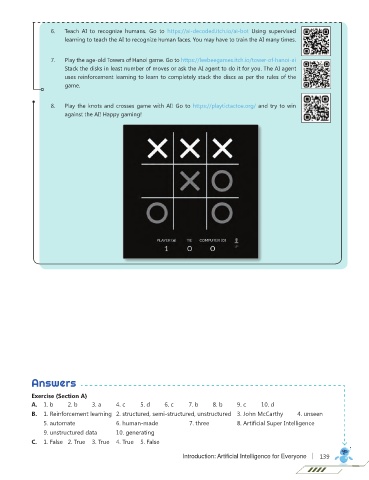 6. Teach AI to recognize humans. Go to https://ai-decoded.itch.io/ai-bot Using supervised
learning to teach the AI to recognize human faces. You may have to train the AI many times.
7. Play the age-old Towers of Hanoi game. Go to
Stack the disks in least number of moves or ask the AI agent to do it for you. The AI agent
uses reinforcement learning to learn to completely stack the discs as per the rules of the
game.
8. Play the knots and crosses game with AI! Go to https://playtictactoe.org/ and try to win
against the AI! Happy gaming!
PLAYER (X) TIE COMPUTER (O)
1 0 0
Answers
Exercise (Section A)
A. 1. b 2. b 3. a 4. c 5. d 6. c 7. b 8. b 9. c 10. d
B. 1. Reinforcement learning 2. structured, semi-structured, unstructured 3. John McCarthy 4. unseen
5. automate 6. human-made 7. three 8. Artificial Super Intelligence
9. unstructured data 10. generating
C. 1. False 2. True 3. True 4. True 5. False
Introduction: Artificial Intelligence for Everyone | 139